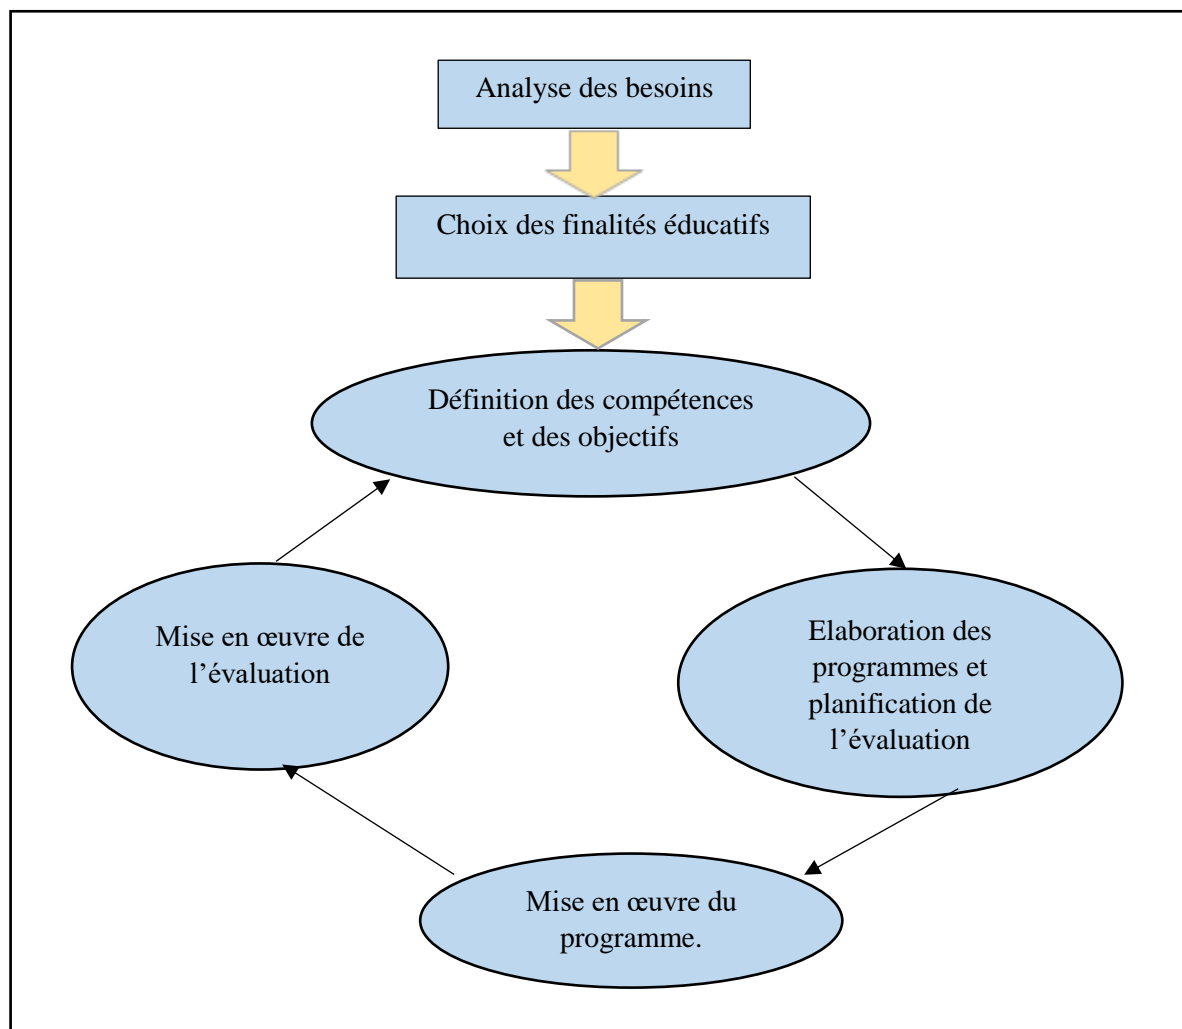 Analyse des besoins
Choix des finalités éducatifs
Définition des compétences
et des objectifs
Mise en œuvre de
l’évaluation
Elaboration des
programmes et
planification de
l’évaluation
Mise en œuvre du
programme.